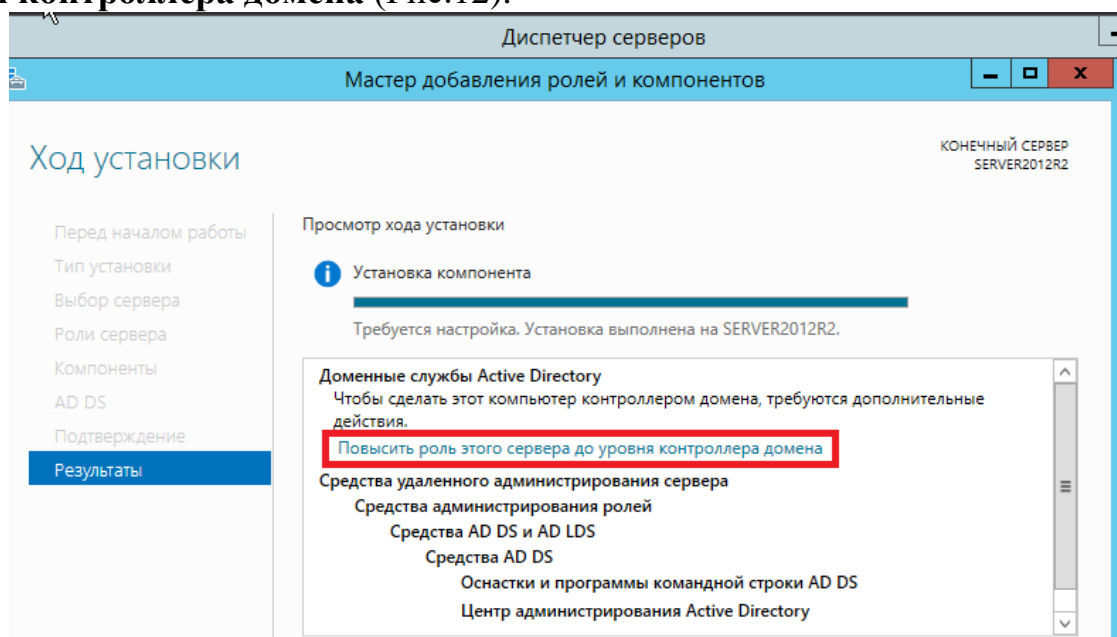 контроллера домена (Рис.12).
Диспетчер серверов
Мастер добавления ролей и компонентов
Ход установки
КОНЕЧНЫЙ СЕРВЕР
SERVER2012R2
Перед началом работы
Тип установки
Выбор сервера
Роли сервера
Компоненты
AD DS
Подтверждение
Результаты
Просмотр хода установки
Установка компонента
Требуется настройка. Установка выполнена на SERVER2012R2.
Доменные службы Active Directory
Чтобы сделать этот компьютер контроллером домена, требуются дополнительные
действия.
Повысить роль этого сервера до уровня контроллера домена
Средства удаленного администрирования сервера
Средства администрирования ролей
Средства AD DS и AD LDS
Средства AD DS
Оснастки и программы командной строки AD DS
Центр администрирования Active Directory